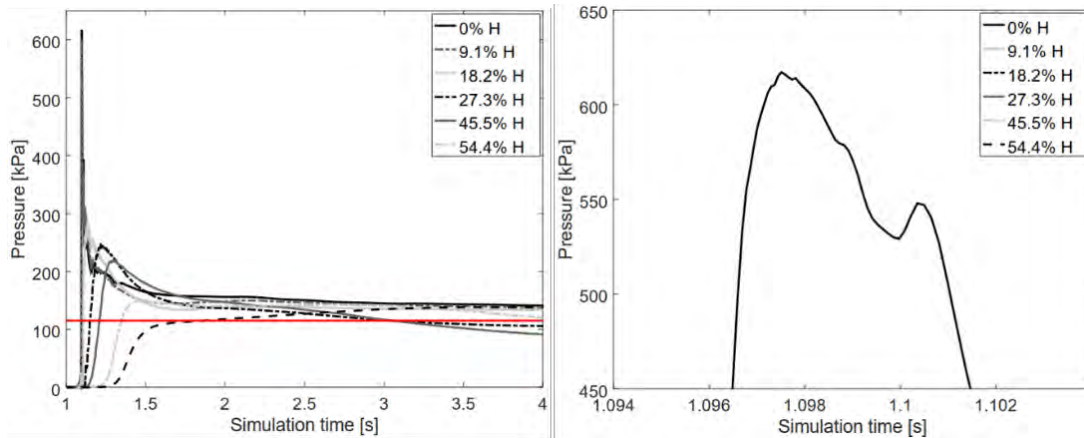 Pressure [kPa]
600
500
400
300
200
100
0
1
1.5
2
2.5
3
3.5
4
Simulation time [s]
0% H
9.1% H
18.2% H
27.3% H
45.5% H
54.4% H
Pressure [kPa]
650
600
550
500
450
1.094
1.096
1.098
1.1
1.102
Simulation time [s]
0% H
9.1% H
18.2% H
27.3% H
45.5% H
54.4% H